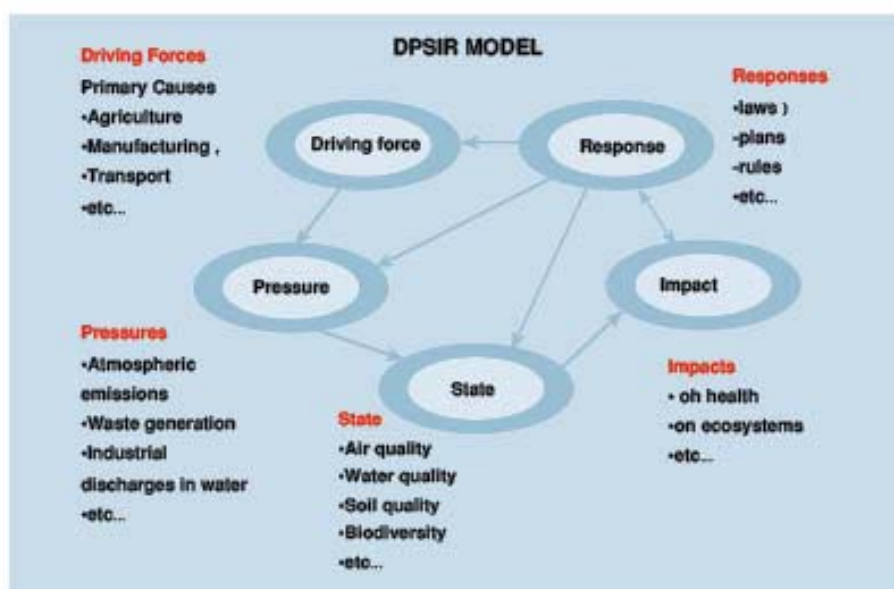 DPSIR MODEL
Driving Forces
Primary Causes
•Agriculture
•Manufacturing ,
•Transport
•etc...
Responses
•laws )
-plans
-rules
•etc...
Driving force
Response
Pressure
Impact
State
Pressures
•Atmospheric
emissions
•Waste generation
•Industrial
discharges in water
•etc...
State
•Air quality
•Water quality
•Soil quality
•Biodiversity
•etc...
Impacts
• oh health
•on ecosystems
•etc...